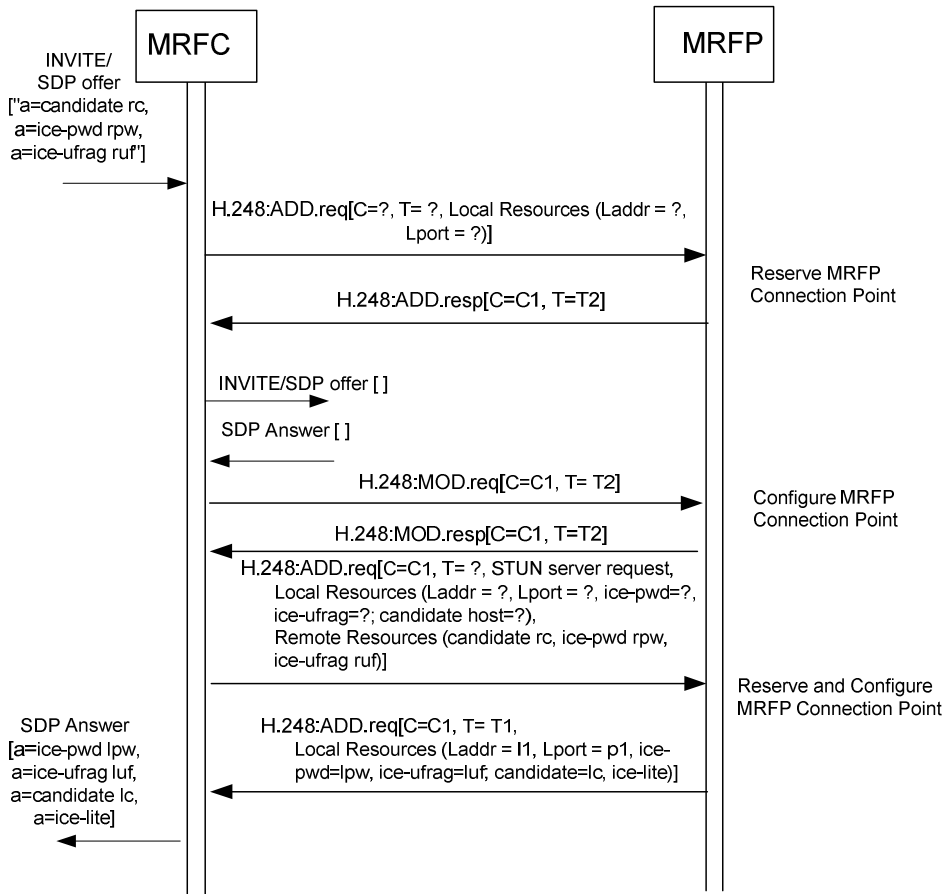 MRFC
MRFP
INVITE/
SDP offer
["a=candidate rc,
a=ice-pwd rpw,
a=ice-ufrag ruf"]
H.248:ADD.req[C=?, T= ?, Local Resources (Laddr = ?,
Lport = ?)]
Reserve MRFP
Connection Point
H.248:ADD.resp[C=C1, T=T2]
INVITE/SDP offer [ ]
SDP Answer [ ]
H.248:MOD.req[C=C1, T= T2]
Configure MRFP
Connection Point
H.248:MOD.resp[C=C1, T=T2]
H.248:ADD.req[C=C1, T= ?, STUN server request,
Local Resources (Laddr = ?, Lport = ?, ice-pwd=?,
ice-ufrag=?; candidate host=?),
Remote Resources (candidate rc, ice-pwd rpw,
ice-ufrag ruf)]
Reserve and Configure
MRFP Connection Point
H.248:ADD.req[C=C1, T= T1,
Local Resources (Laddr = l1, Lport = p1, ice-
pwd=lpw, ice-ufrag=luf; candidate=lc, ice-lite)]
SDP Answer
[a=ice-pwd lpw,
a=ice-ufrag luf,
a=candidate lc,
a=ice-lite]